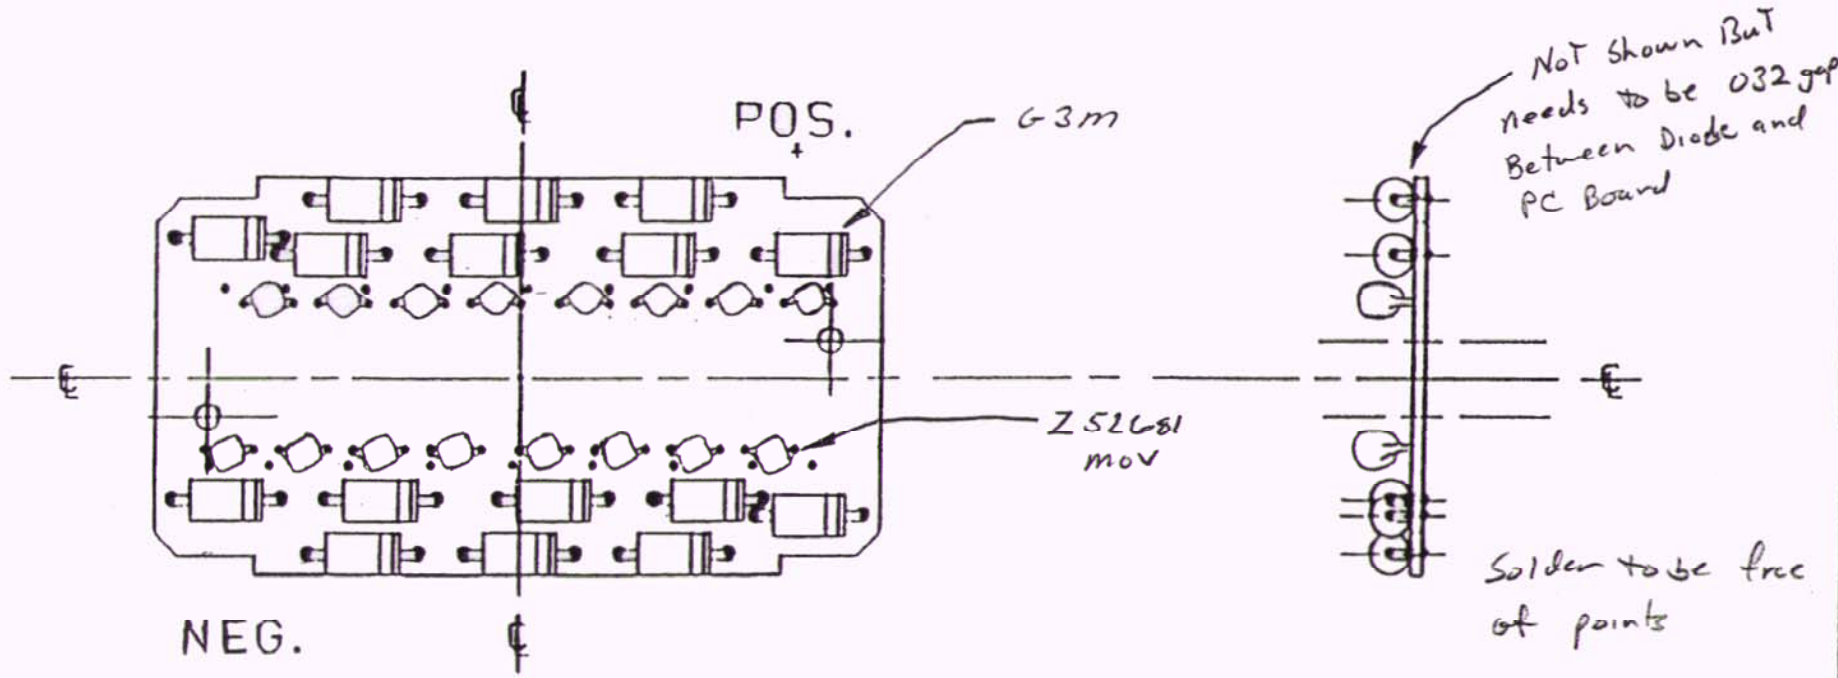 POS.
+
G3m
Not Shown But
needs to be 032 gap
Between Diode and
PC Board
Z52L681
mov
Solder to be free
of points
NEG.